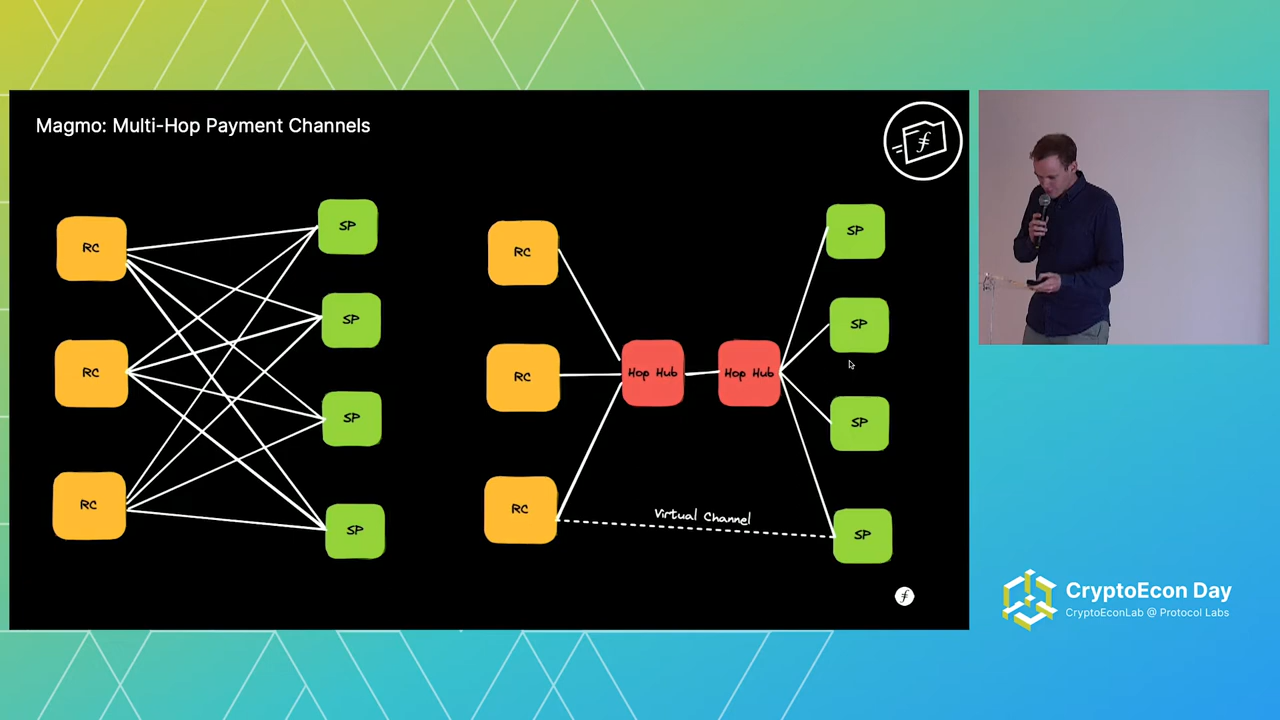 Magmo: Multi-Hop Payment Channels
RC
RC
RC
SP
SP
SP
SP
RC
RC
RC
Hop Hub
Hop Hub
SP
SP
SP
SP
Virtual Channel
CryptoEcon Day
CryptoEconLab @ Protocol Labs